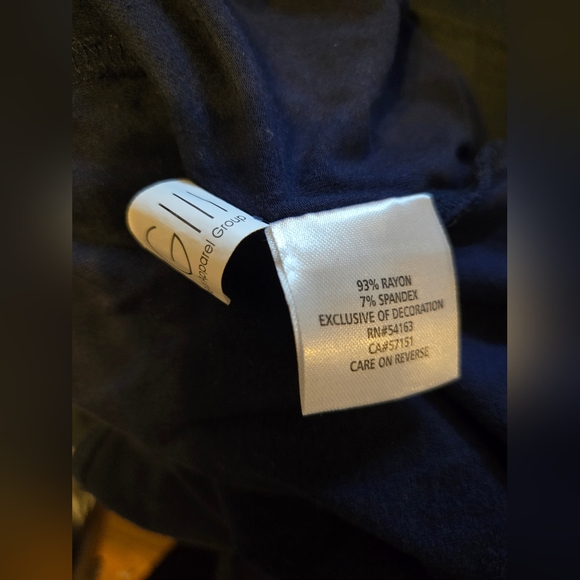 Apparel Group
93% RAYON
7% SPANDEX
EXCLUSIVE OF DECORATION
RN#54163
CA#57151
CARE ON REVERSE